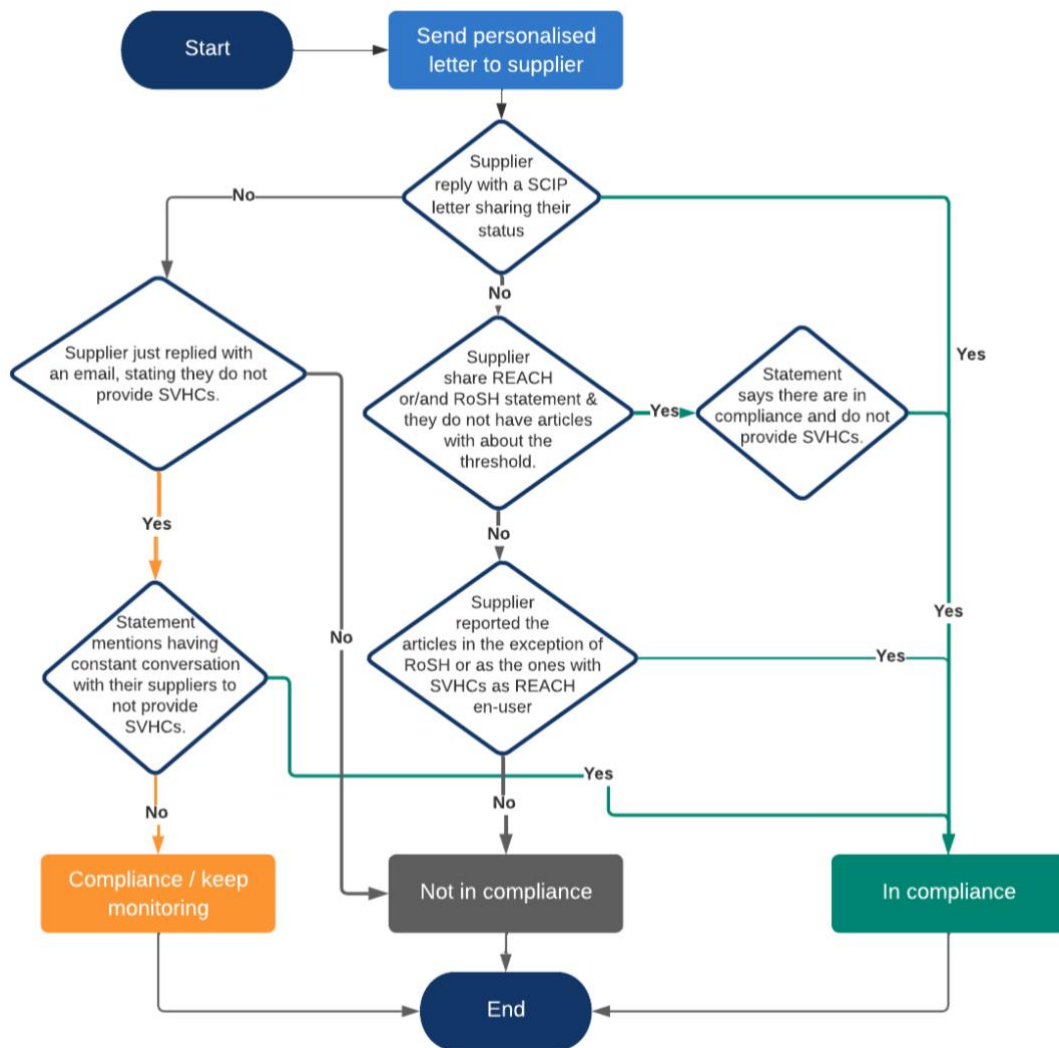 Start
Send personalised
letter to supplier
Supplier
reply with a SCIP
letter sharing their
status
No
No
Yes
Supplier just replied with
an email, stating they do not
provide SVHCs.
Supplier
share REACH
or/and RoSH statement &
they do not have articles
with about the
threshold.
Yes
Statement
says there are in
compliance and do not
provide SVHCs.
Yes
No
Yes
Statement
mentions having
constant conversation
with their suppliers to
not provide
SVHCs.
No
Supplier
reported the
articles in the exception of
RoSH or as the ones with
SVHCs as REACH
en-user
Yes
Yes
No
No
Compliance / keep
monitoring
Not in compliance
In compliance
End